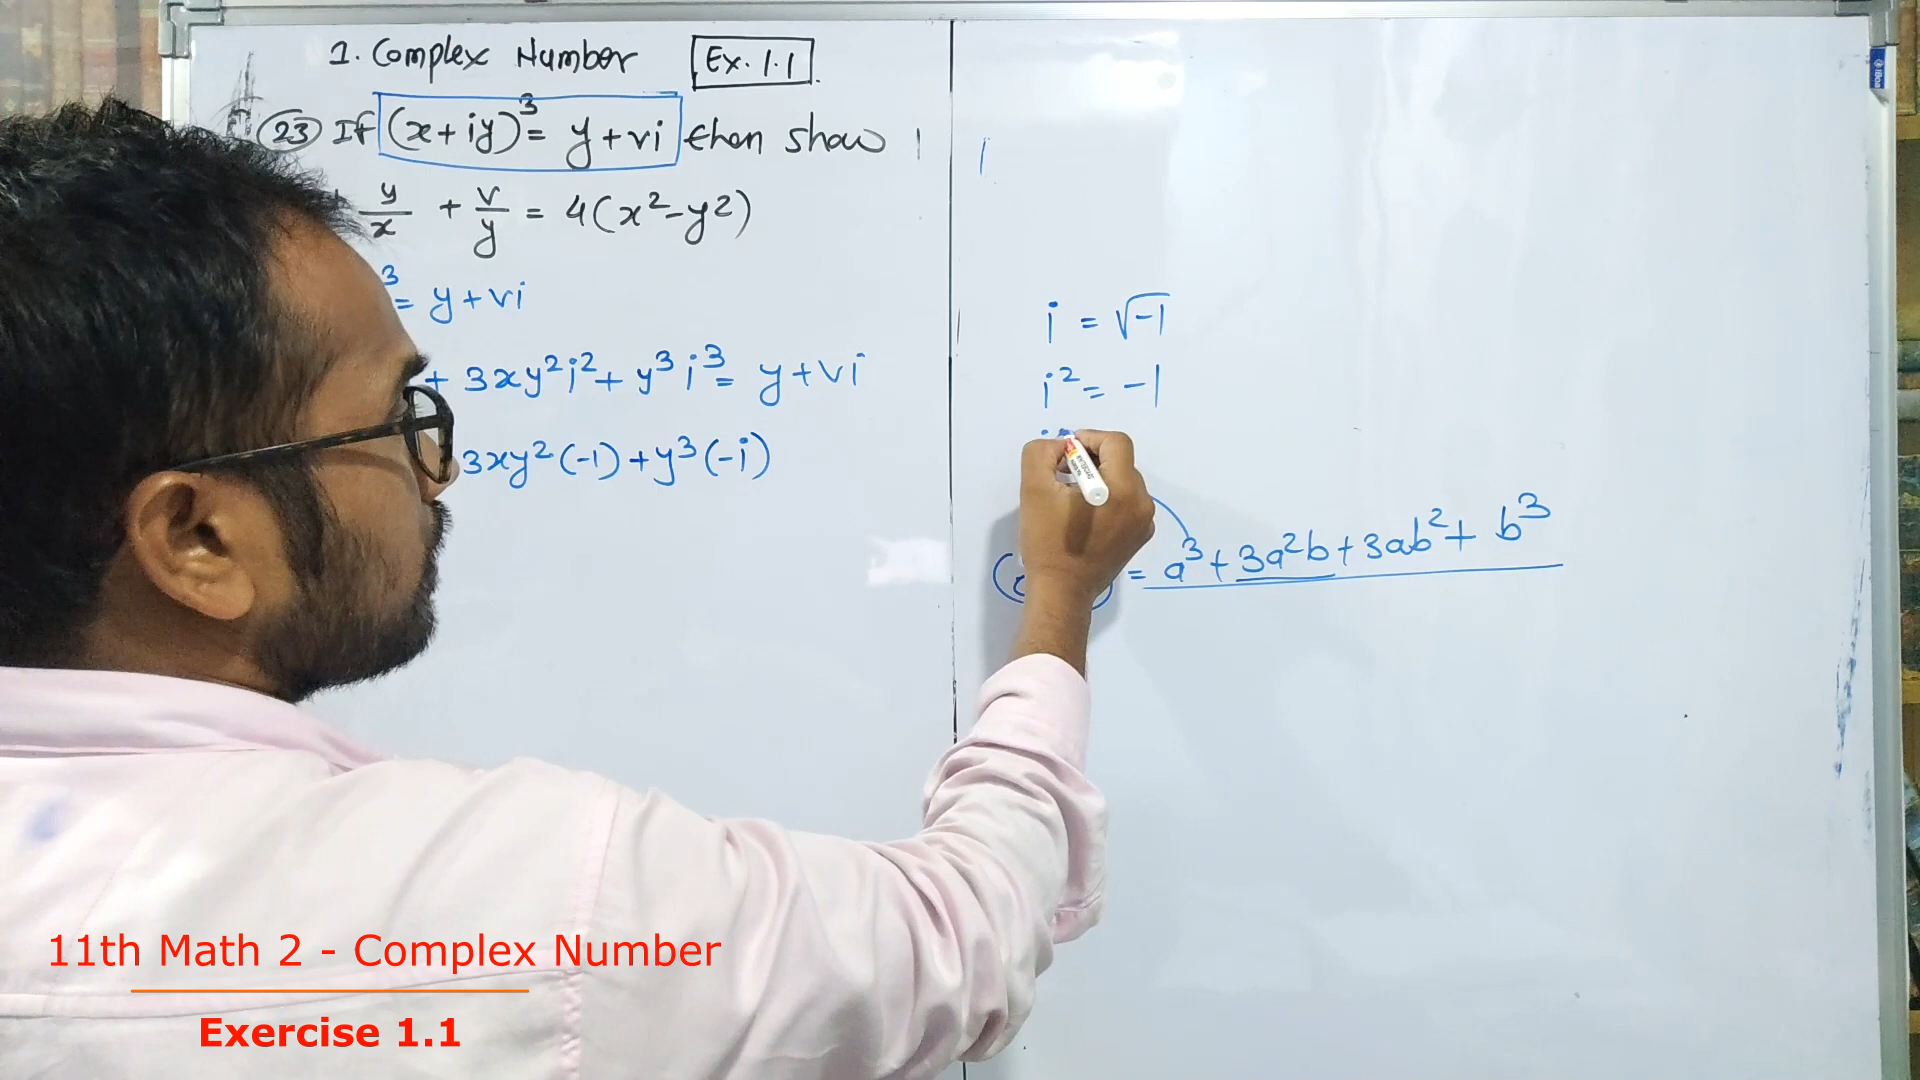 1. Complex Number Ex. 1.1
23 If (x+iy)³ = y+vi then show
y/x + v/y = 4(x²-y²)
³ = y+vi
+ 3xy²i² + y³i³ = y+vi
3xy²(-1) + y³(-i)
i = √-1
i² = -1
= a³ + 3a²b + 3ab² + b³
11th Math 2 - Complex Number
Exercise 1.1